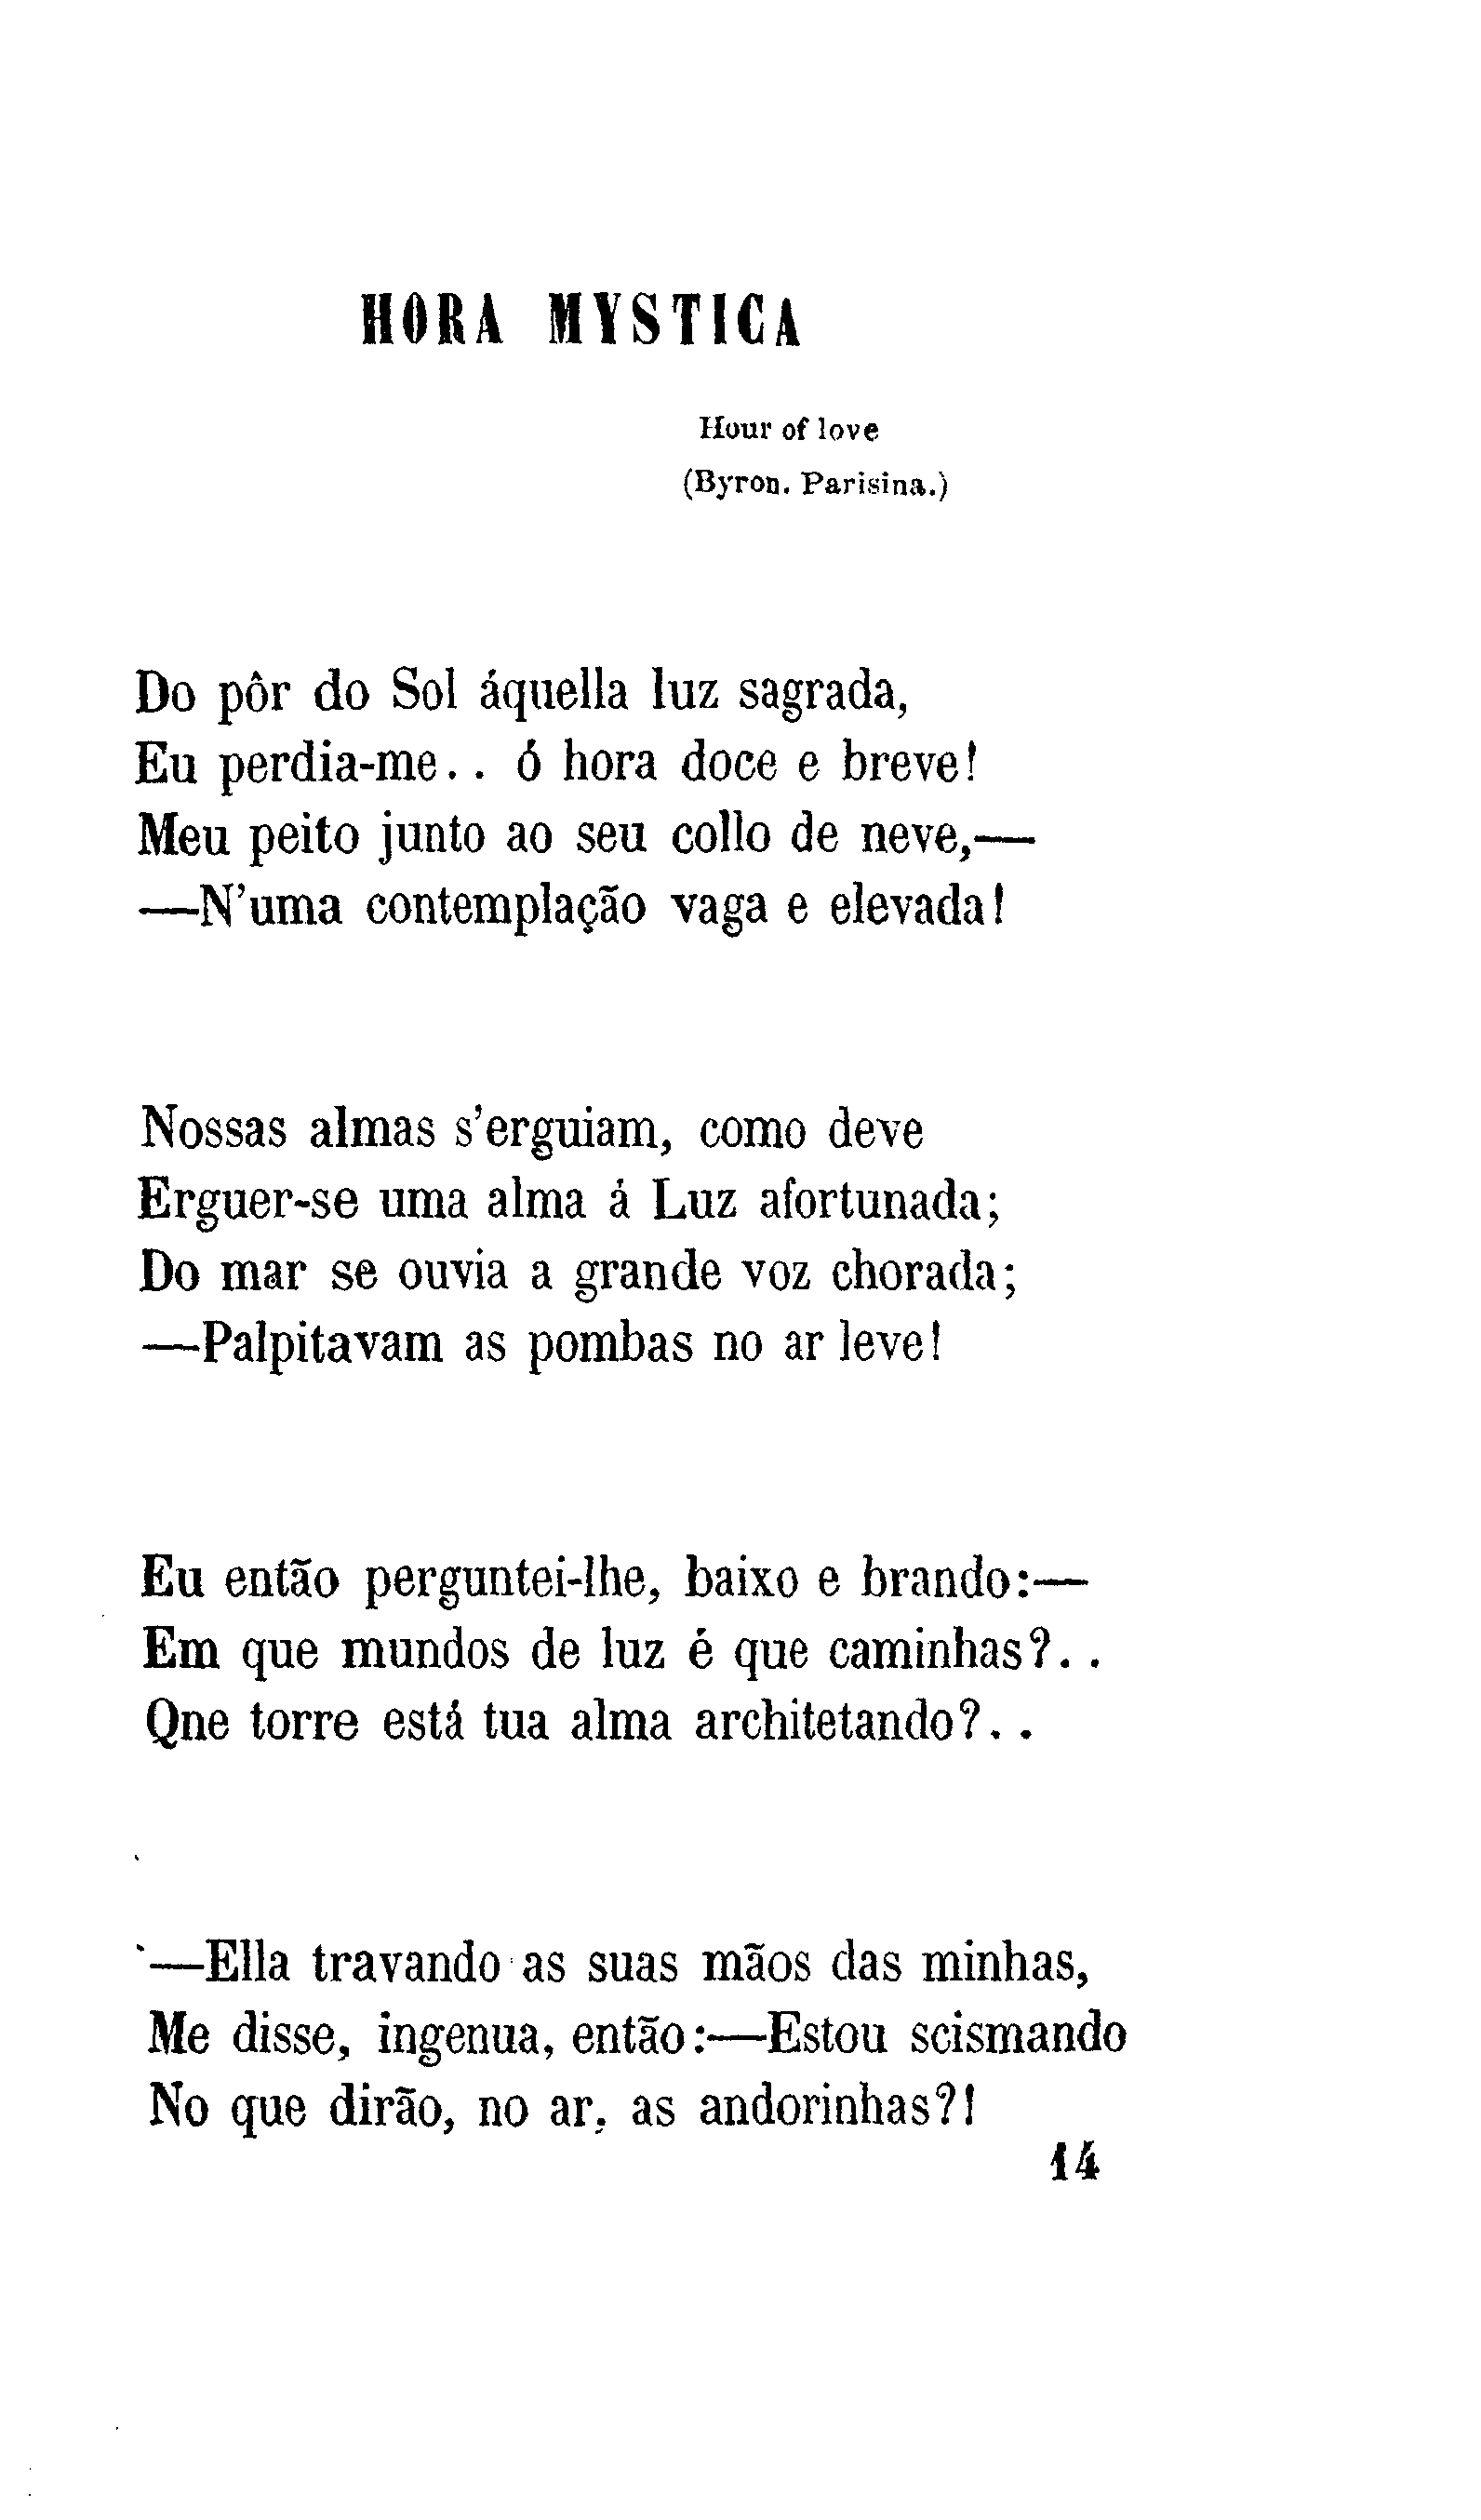 HORA MYSTICA
Hour of love
(Byron. Parisina.)
Do pôr do Sol áquella luz sagrada,
Eu perdia-me.. ó hora doce e breve!
Meu peito junto ao seu collo de neve,—
—N'uma contemplação vaga e elevada!
Nossas almas s'erguiam, como deve
Erguer-se uma alma á Luz afortunada;
Do mar se ouvia a grande voz chorada;
—Palpitavam as pombas no ar leve!
Eu então perguntei-lhe, baixo e brando:—
Em que mundos de luz é que caminhas?..
Qne torre está tua alma architetando?..
—Ella travando as suas mãos das minhas,
Me disse, ingenua, então:—Estou scismando
No que dirão, no ar, as andorinhas?!
14